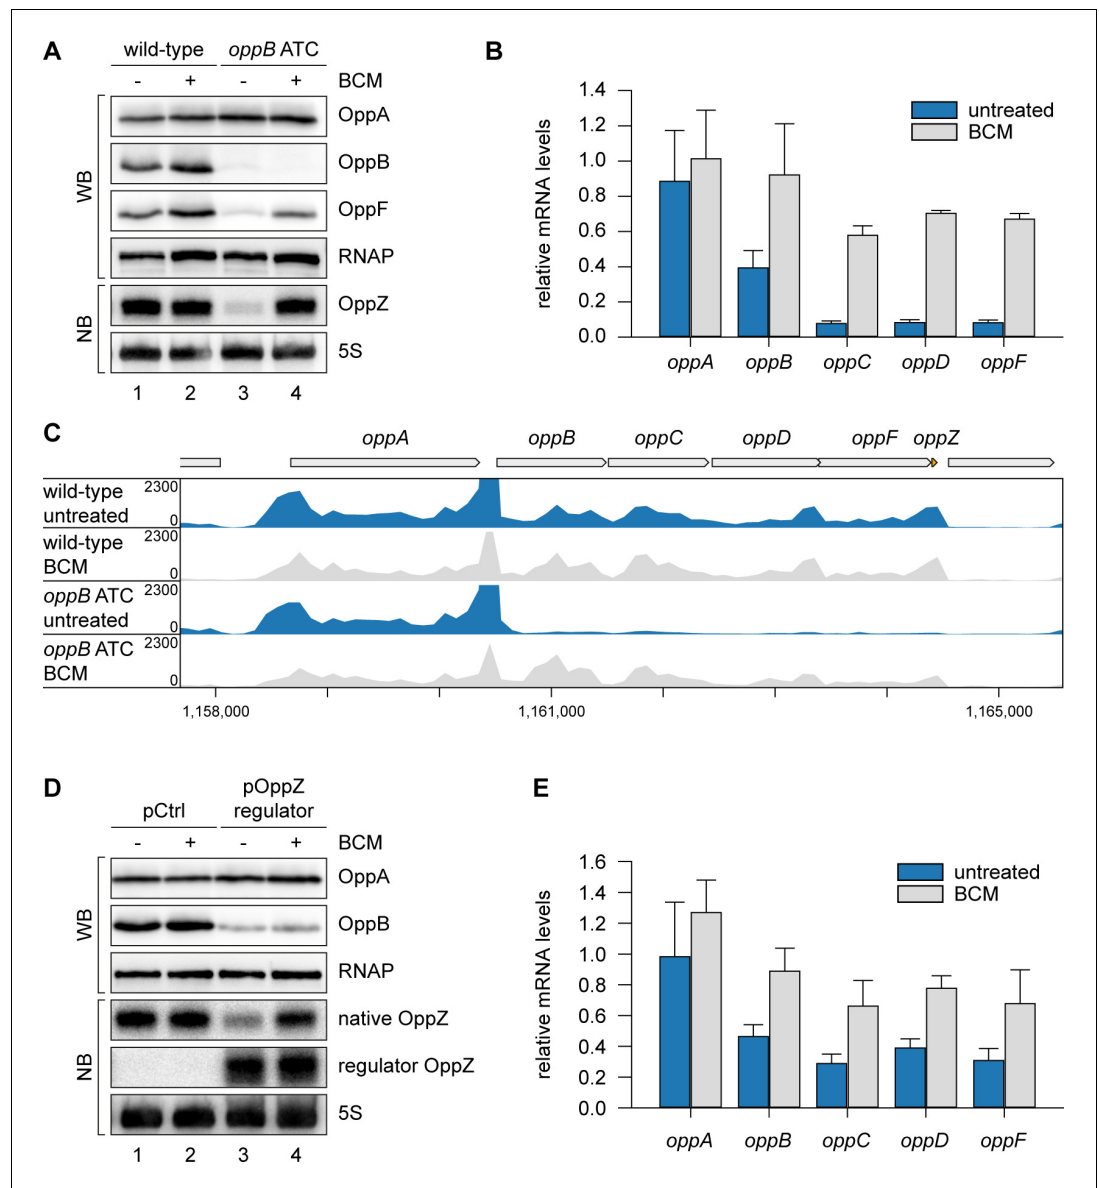 A
wild-type oppB ATC
- + - + BCM
WB
OppA
OppB
OppF
RNAP
NB
OppZ
5S
1 2 3 4
B
relative mRNA levels
1.4
1.2
1.0
0.8
0.6
0.4
0.2
0.0
untreated
BCM
oppA oppB oppC oppD oppF
C
oppA oppB oppC oppD oppF oppZ
wild-type 2300
untreated 0
wild-type 2300
BCM 0
oppB ATC 2300
untreated 0
oppB ATC 2300
BCM 0
1,158,000 1,161,000 1,165,000
D
pOppZ
pCtrl regulator
- + - + BCM
WB
OppA
OppB
RNAP
NB
native OppZ
regulator OppZ
5S
1 2 3 4
E
relative mRNA levels
1.6
1.4
1.2
1.0
0.8
0.6
0.4
0.2
0.0
untreated
BCM
oppA oppB oppC oppD oppF